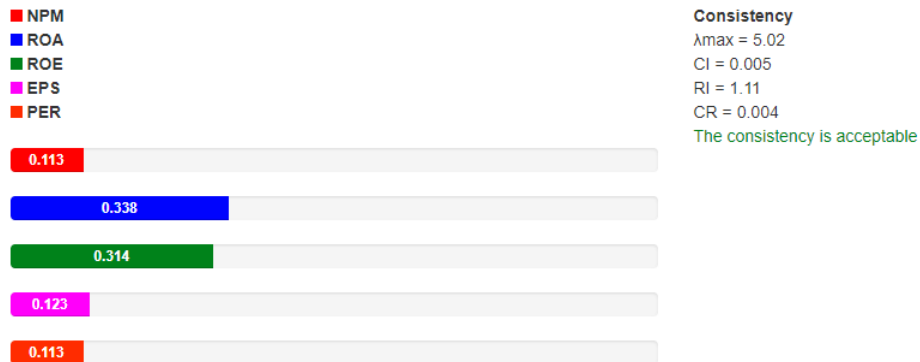 NPM
ROA
ROE
EPS
PER
Consistency
λmax = 5.02
CI = 0.005
RI = 1.11
CR = 0.004
The consistency is acceptable
0.113
0.338
0.314
0.123
0.113